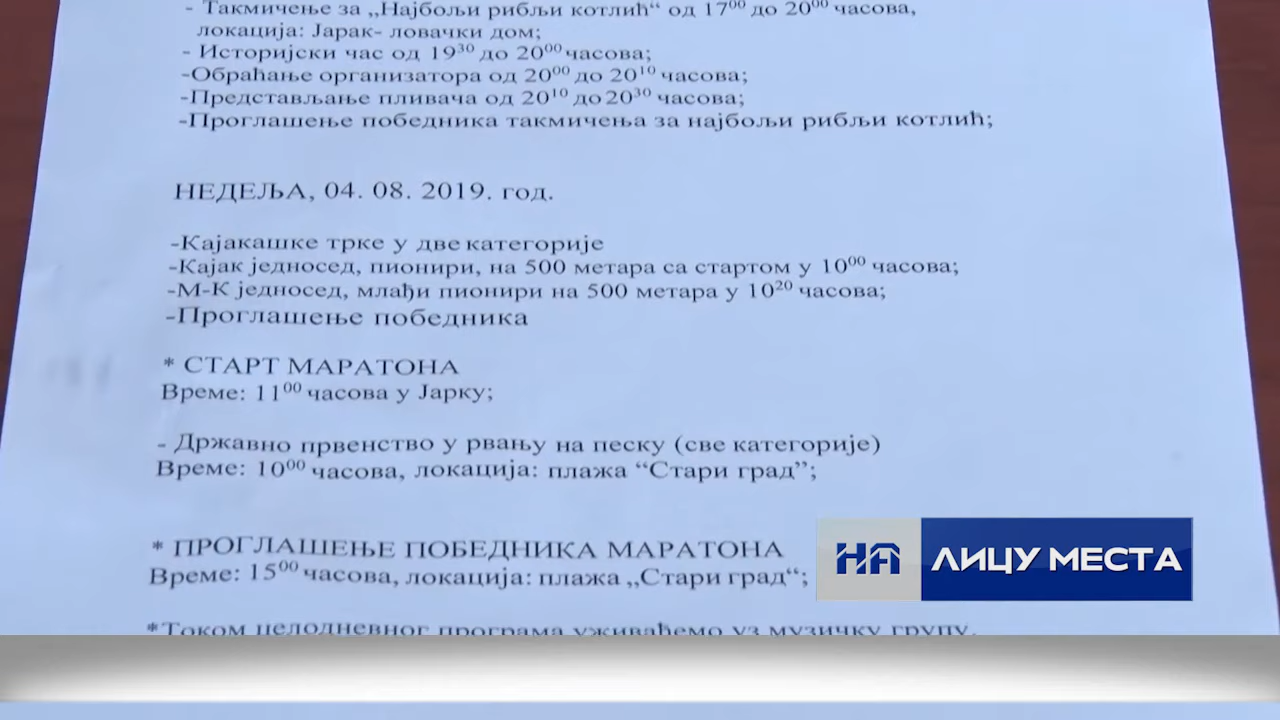 - Такмичење за „Најбољи рибљи котлић“ од 17⁰⁰ до 20⁰⁰ часова,
локација: Јарак- ловачки дом;
- Историјски час од 19³⁰ до 20⁰⁰ часова;
-Обраћање организатора од 20⁰⁰ до 20¹⁰ часова;
-Представљање пливача од 20¹⁰ до 20³⁰ часова;
-Проглашење победника такмичења за најбољи рибљи котлић;
НЕДЕЉА, 04. 08. 2019. год.
-Кајакашке трке у две категорије
-Кајак једносед, пионири, на 500 метара са стартом у 10⁰⁰ часова;
-М-К једносед, млађи пионири на 500 метара у 10²⁰ часова;
-Проглашење победника
* СТАРТ МАРАТОНА
Време: 11⁰⁰ часова у Јарку;
- Државно првенство у рвању на песку (све категорије)
Време: 10⁰⁰ часова, локација: плажа “Стари град”;
* ПРОГЛАШЕЊЕ ПОБЕДНИКА МАРАТОНА
Време: 15⁰⁰ часова, локација: плажа „Стари град“;
НА ЛИЦУ МЕСТА
*Током целодневног програма уживаћемо уз музичку групу,